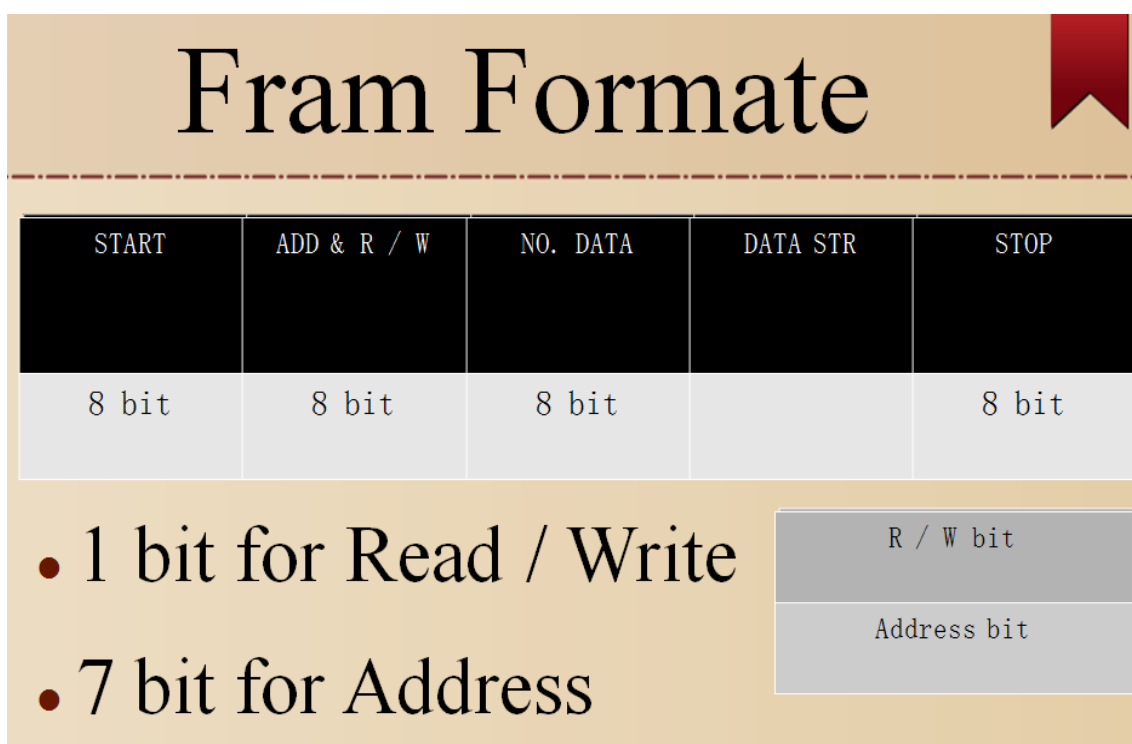 Fram Formate
START ADD & R / W NO. DATA DATA STR STOP
8 bit 8 bit 8 bit 8 bit
• 1 bit for Read / Write
R / W bit
Address bit
• 7 bit for Address